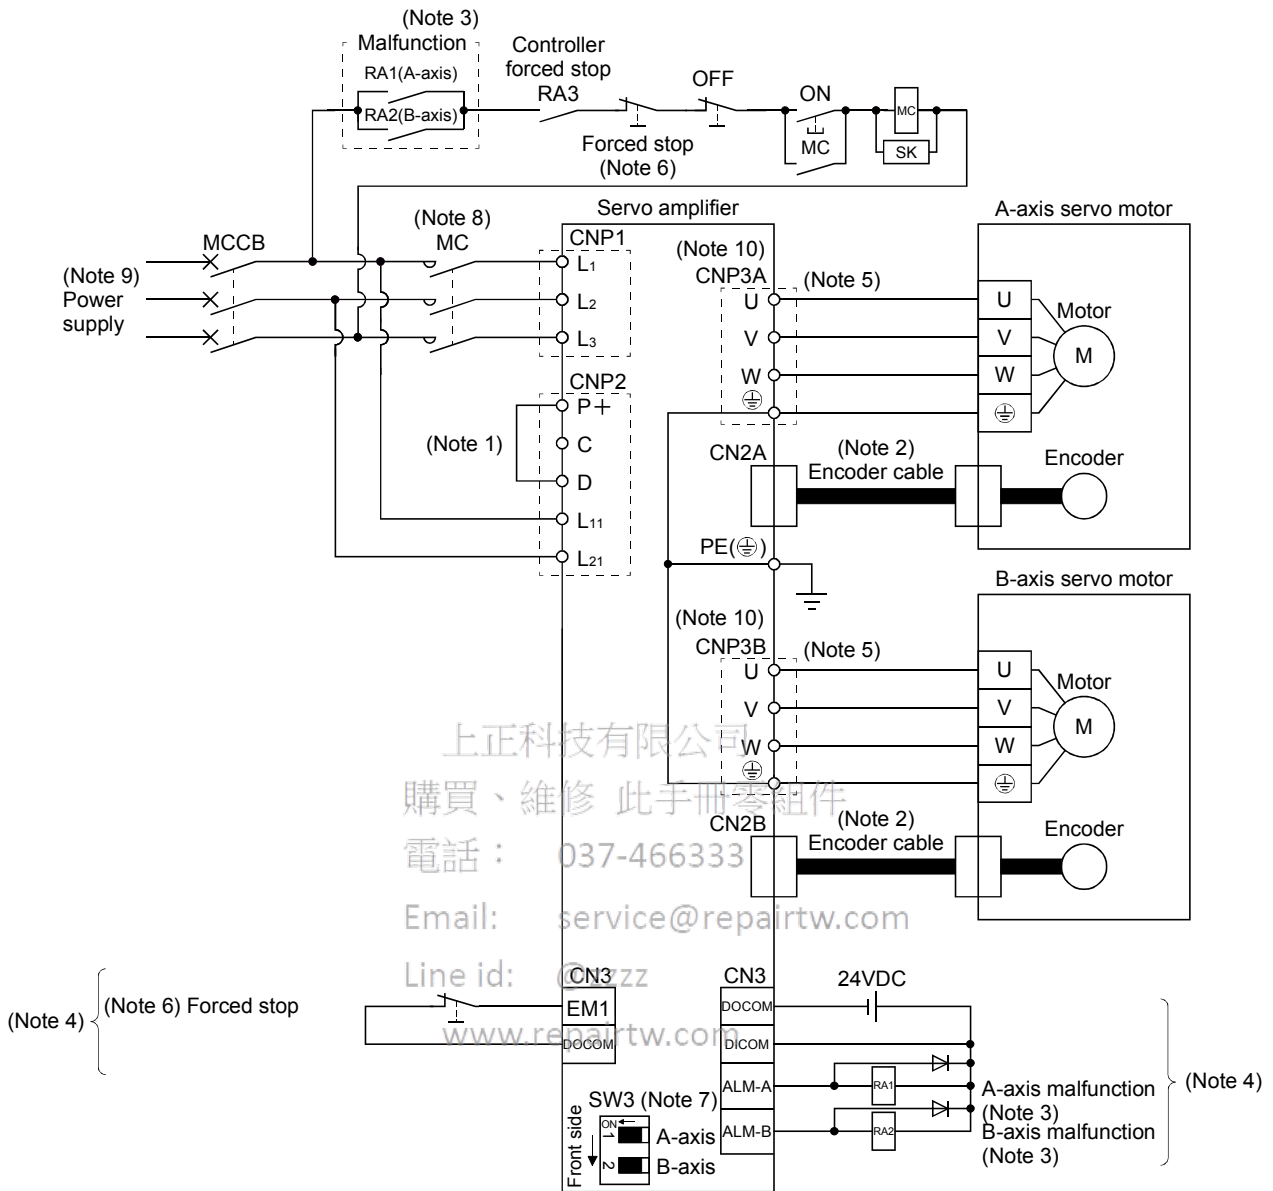 (Note 3)
Malfunction
RA1(A-axis)
RA2(B-axis)
Controller
forced stop
RA3
OFF
ON
MC
MC
SK
Forced stop
(Note 6)
Servo amplifier
A-axis servo motor
(Note 9)
Power
supply
MCCB
(Note 8)
MC
CNP1
L1
L2
L3
(Note 10)
CNP3A
U
V
W
(Note 5)
U
V
W
Motor
M
CNP2
P+
C
D
L11
L21
(Note 1)
CN2A
(Note 2)
Encoder cable
Encoder
PE( )
B-axis servo motor
(Note 10)
CNP3B
U
V
W
(Note 5)
U
V
W
Motor
M
CN2B
(Note 2)
Encoder cable
Encoder
上正科技有限公司
購買、維修 此手冊零組件
電話： 037-466333
Email: service@repairtw.com
Line id: @zzzz
www.repairtw.com
(Note 4)
(Note 6) Forced stop
CN3
EM1
DOCOM
CN3
DOCOM
DICOM
ALM-A
ALM-B
24VDC
RA1
RA2
A-axis malfunction
(Note 3)
B-axis malfunction
(Note 3)
(Note 4)
SW3 (Note 7)
ON
1
2
A-axis
B-axis
Front side